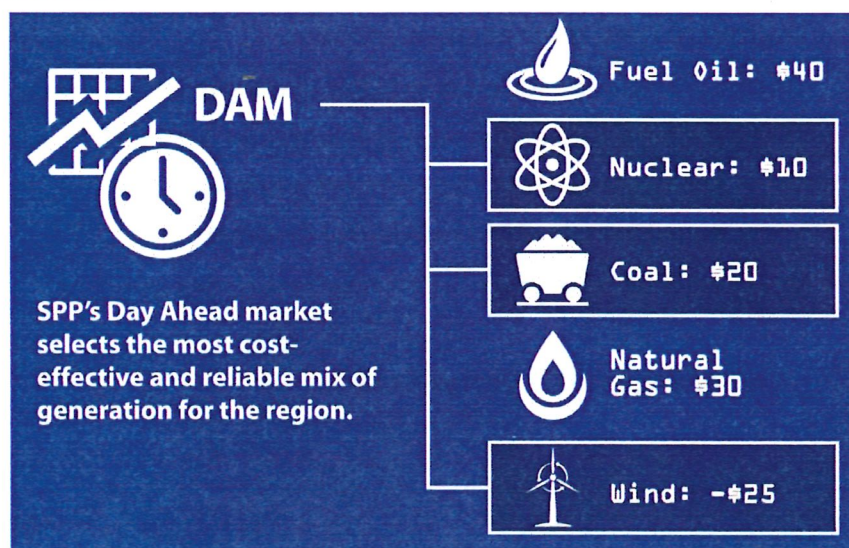 DAM
SPP's Day Ahead market
selects the most cost-
effective and reliable mix of
generation for the region.
Fuel Oil: $40
Nuclear: $10
Coal: $20
Natural
Gas: $30
Wind: -$25